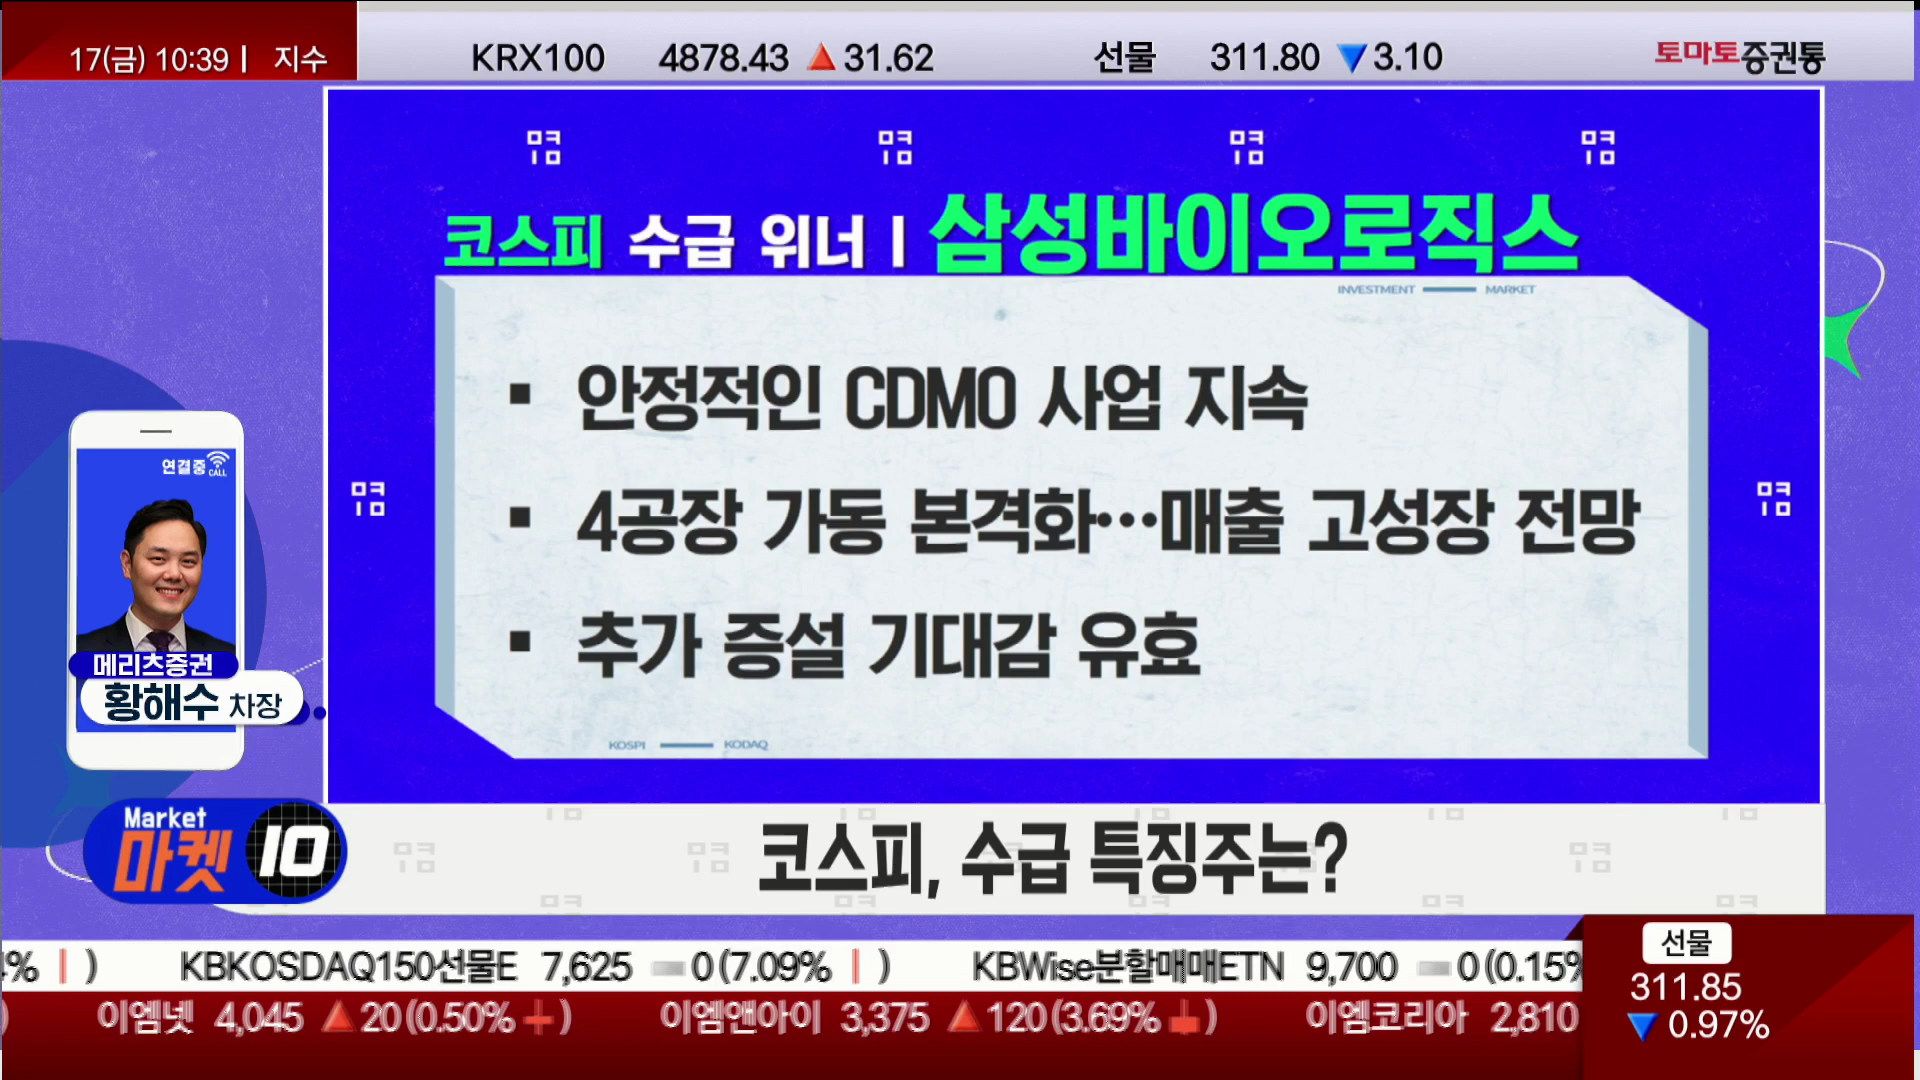 17(금) 10:39 | 지수
KRX100 4878.43 ▲31.62 선물 311.80 ▼3.10
토마토증권통
코스피 수급 위너 | 삼성바이오로직스
INVESTMENT MARKET
▪ 안정적인 CDMO 사업 지속
▪ 4공장 가동 본격화…매출 고성장 전망
▪ 추가 증설 기대감 유효
KOSPI KODAQ
연결중 CALL
메리츠증권
황해수 차장
Market
마켓 10
코스피, 수급 특징주는?
% ) KBKOSDAQ150선물E 7,625 0(7.09% ) KBWise분할매매ETN 9,700 0(0.15%
) 이엠넷 4,045 ▲20(0.50% ) 이엠앤아이 3,375 ▲120(3.69% ) 이엠코리아 2,810
선물
311.85
▼ 0.97%